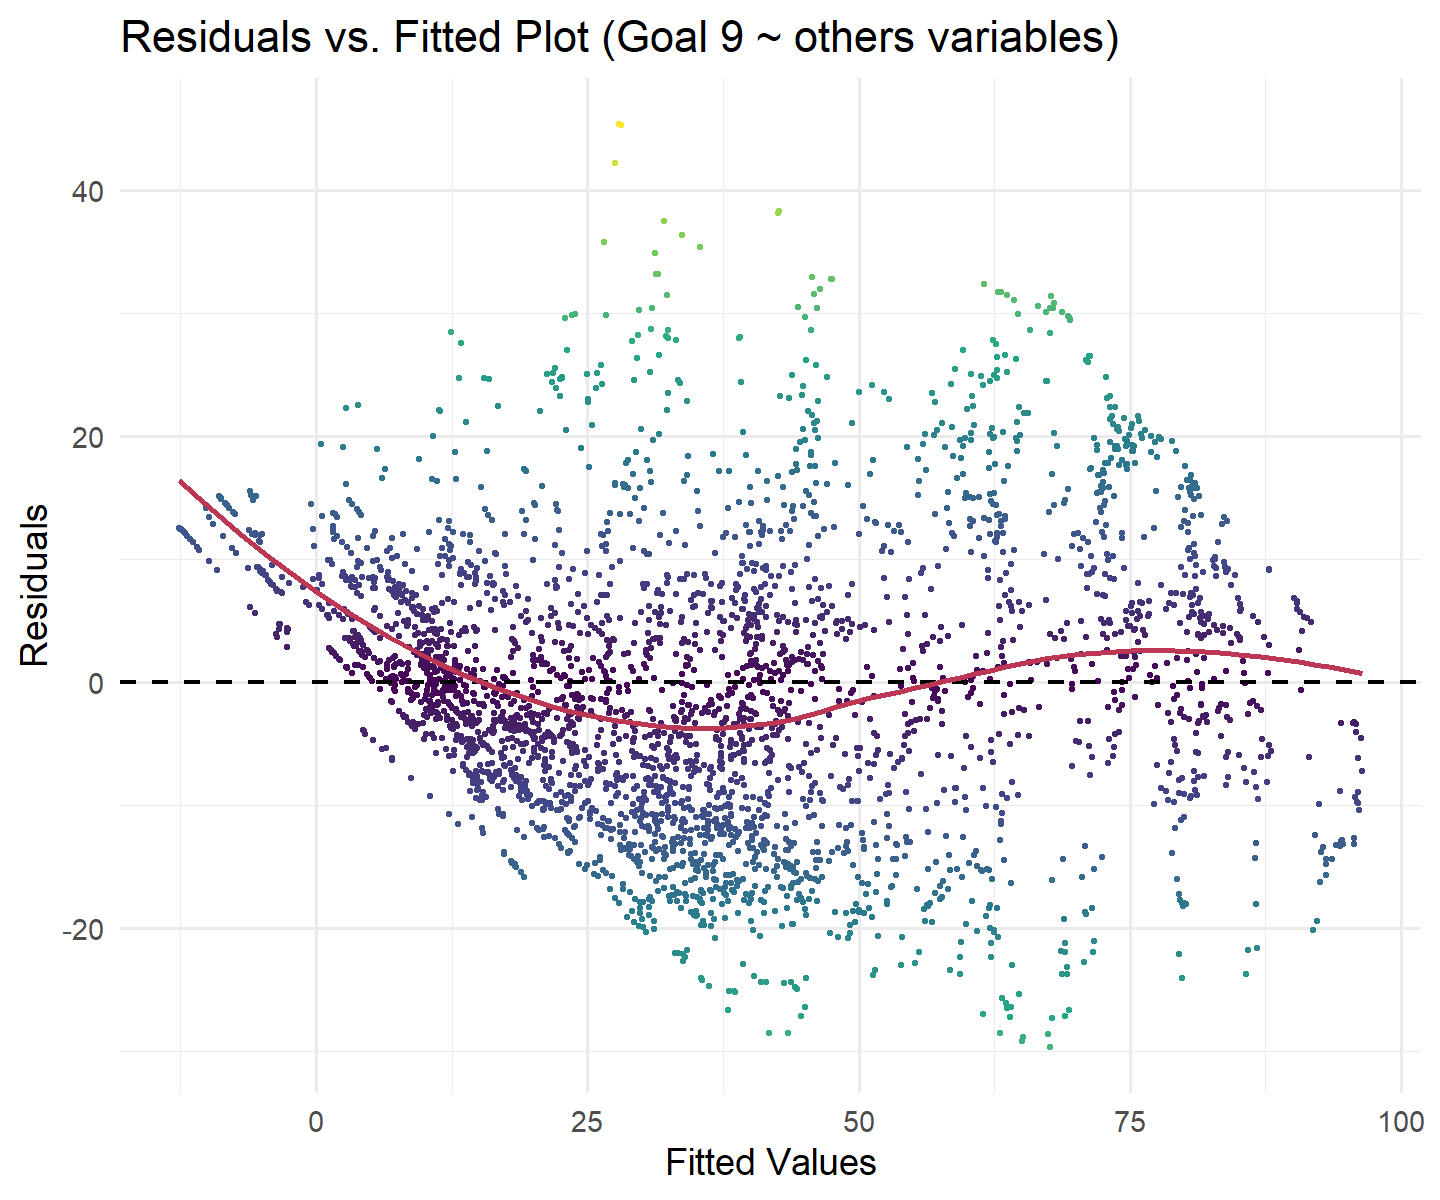 Residuals vs. Fitted Plot (Goal 9 ~ others variables)
40
20
0
-20
Residuals
0 25 50 75 100
Fitted Values